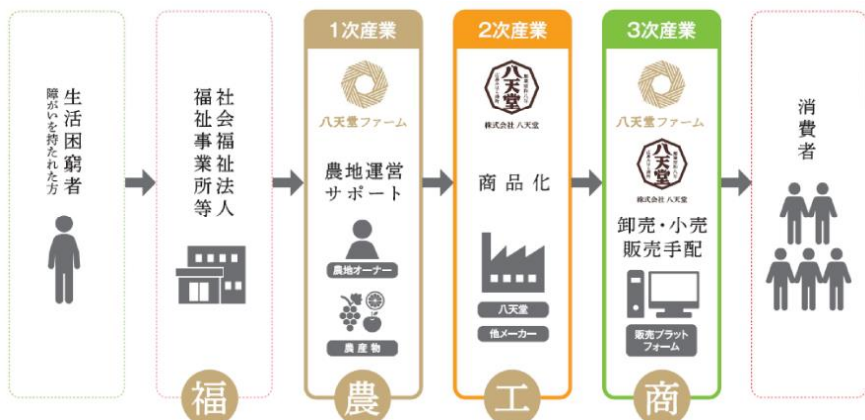 生活困窮者
障がいを持たれた方
社会福祉法人
福祉事業所等
福
1次産業
八天堂ファーム
農地運営
サポート
農地オーナー
農産物
農
2次産業
八天堂
株式会社 八天堂
商品化
八天堂
他メーカー
工
3次産業
八天堂ファーム
八天堂
株式会社 八天堂
卸売・小売
販売手配
販売プラット
フォーム
商
消費者